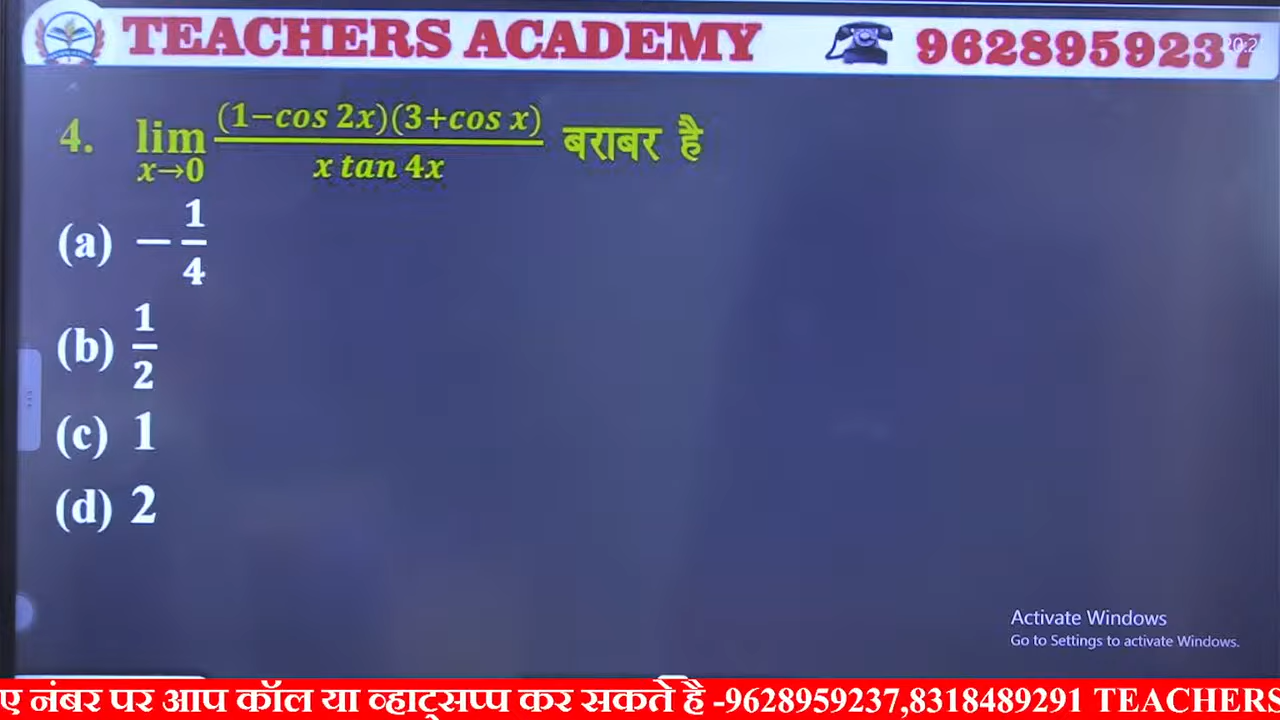 TEACHERS ACADEMY 9628959237
4. lim x→0 (1−cos 2x)(3+cos x) / x tan 4x बराबर है
(a) − 1/4
(b) 1/2
(c) 1
(d) 2
Activate Windows
Go to Settings to activate Windows.
नंबर पर आप कॉल या व्हाट्सप्प कर सकते है -9628959237,8318489291 TEACHERS